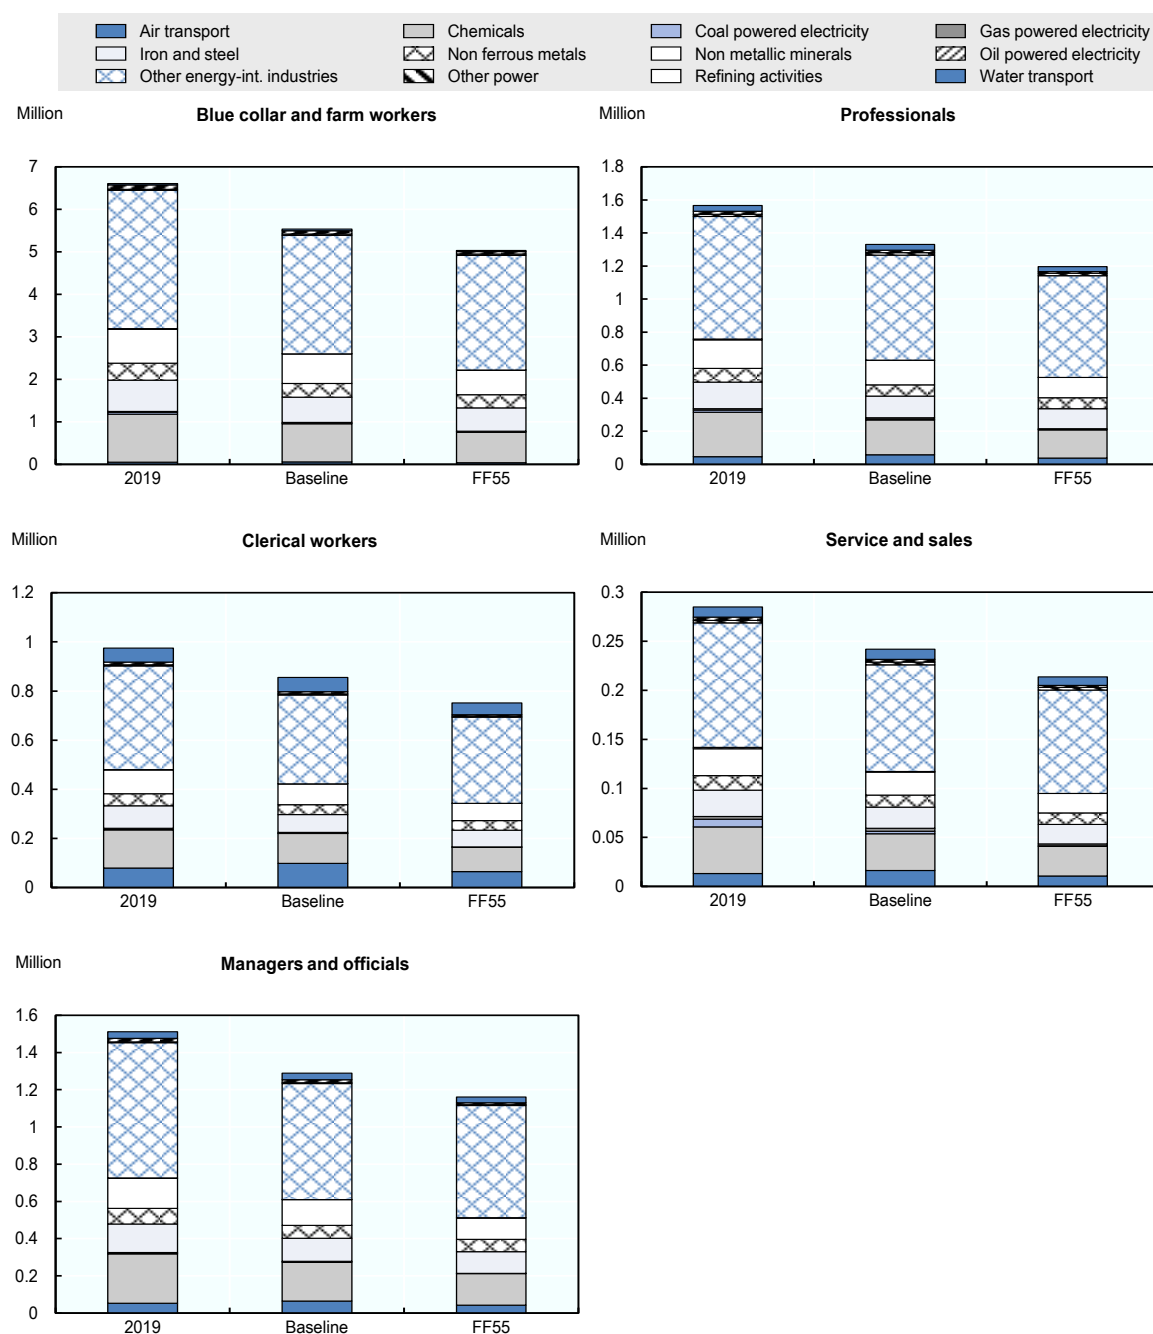 Air transport Chemicals Coal powered electricity Gas powered electricity
Iron and steel Non ferrous metals Non metallic minerals Oil powered electricity
Other energy-int. industries Other power Refining activities Water transport
Million Blue collar and farm workers Million Professionals
7 1.8
6 1.6
5 1.4
4 1.2
3 1
2 0.8
1 0.6
0 0.4
0.2
0
2019 Baseline FF55 2019 Baseline FF55
Million Clerical workers Million Service and sales
1.2 0.3
1 0.25
0.8 0.2
0.6 0.15
0.4 0.1
0.2 0.05
0 0
2019 Baseline FF55 2019 Baseline FF55
Million Managers and officials
1.6
1.4
1.2
1
0.8
0.6
0.4
0.2
0
2019 Baseline FF55